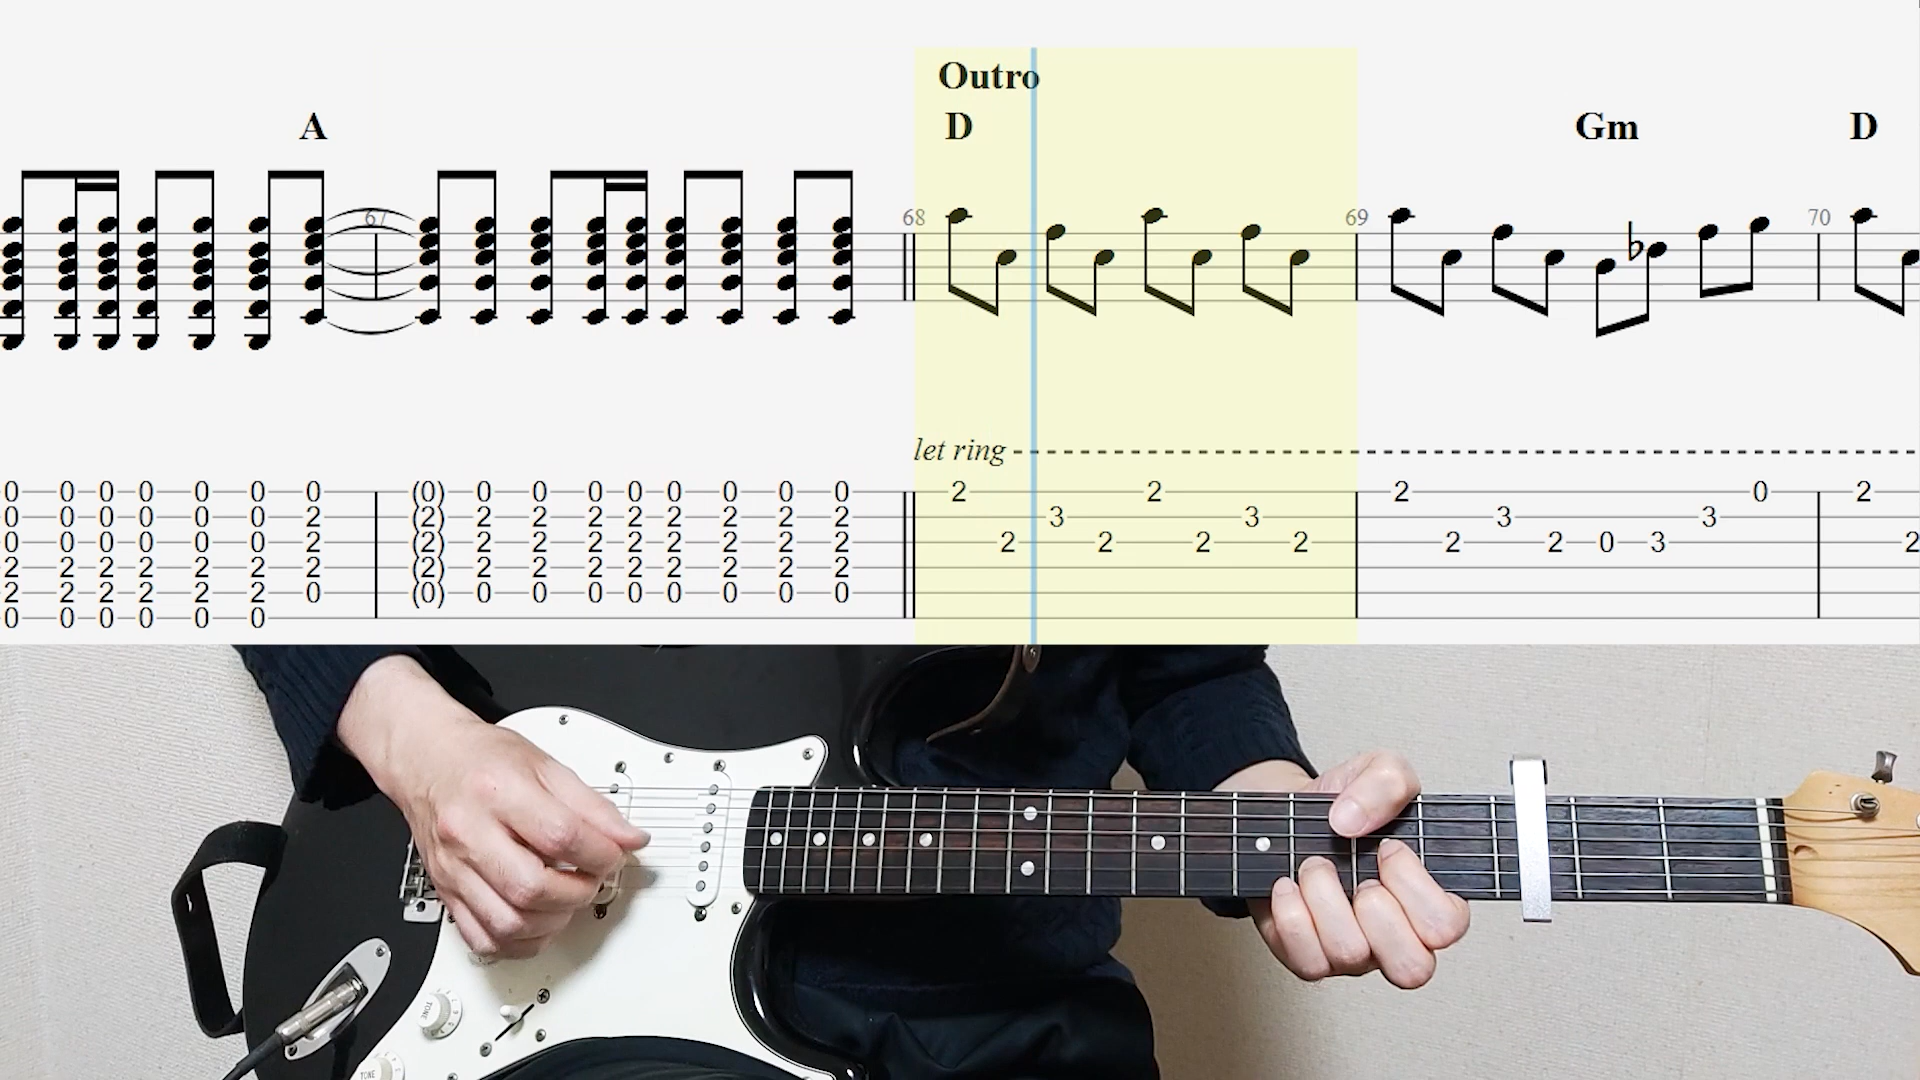 Outro
A D Gm D
67 68 69 70
let ring
0 0 0 0 0 0 0 (0) 0 0 0 0 0 0 0 0 2 2 2 0 2
0 0 0 0 0 0 2 (2) 2 2 2 2 2 2 2 2 3 3 3 3
0 0 0 0 0 0 2 (2) 2 2 2 2 2 2 2 2 2 2 2 2 2 2 0 3 2
2 2 2 2 2 2 2 (2) 2 2 2 2 2 2 2 2
2 2 2 2 2 2 0 (0) 0 0 0 0 0 0 0 0
0 0 0 0 0 0
TONE
TONE